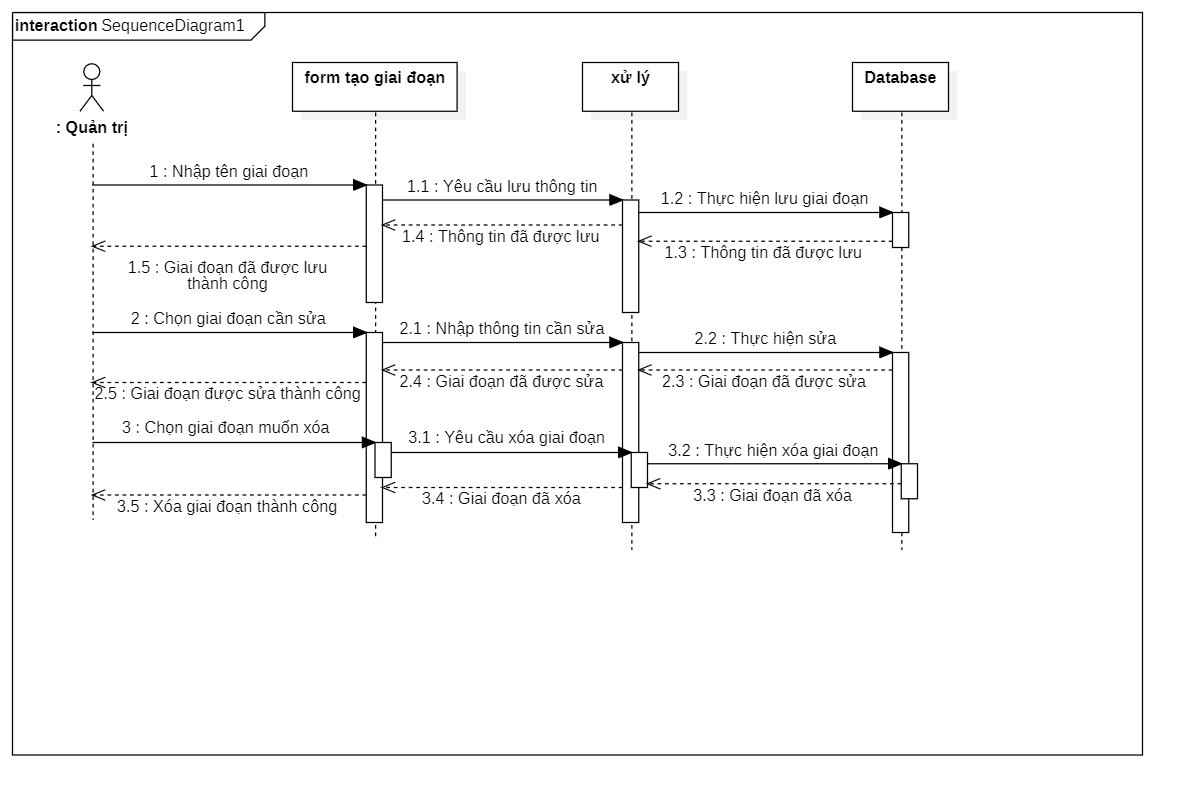 interaction SequenceDiagram1
form tạo giai đoạn
xử lý
Database
: Quản trị
1 : Nhập tên giai đoạn
1.1 : Yêu cầu lưu thông tin
1.2 : Thực hiện lưu giai đoạn
1.4 : Thông tin đã được lưu
1.3 : Thông tin đã được lưu
1.5 : Giai đoạn đã được lưu
thành công
2 : Chọn giai đoạn cần sửa
2.1 : Nhập thông tin cần sửa
2.2 : Thực hiện sửa
2.4 : Giai đoạn đã được sửa
2.3 : Giai đoạn đã được sửa
2.5 : Giai đoạn được sửa thành công
3 : Chọn giai đoạn muốn xóa
3.1 : Yêu cầu xóa giai đoạn
3.2 : Thực hiện xóa giai đoạn
3.4 : Giai đoạn đã xóa
3.3 : Giai đoạn đã xóa
3.5 : Xóa giai đoạn thành công